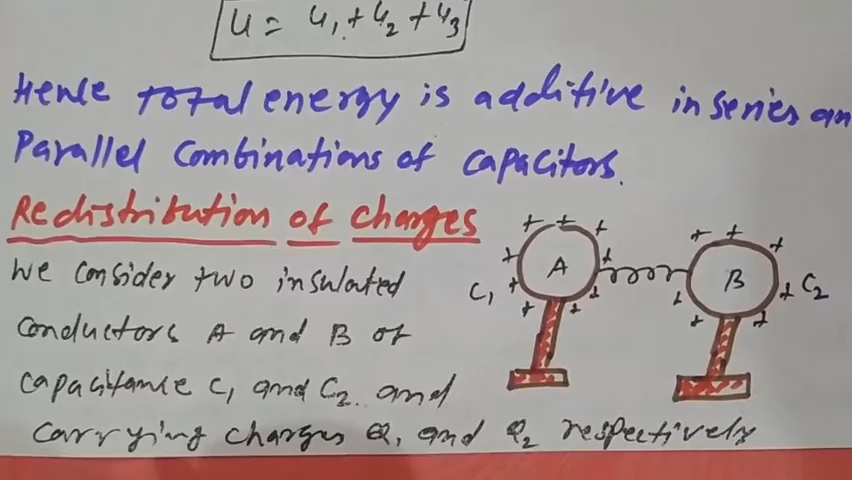 U = U₁ + U₂ + U₃
Hence total energy is additive in series an
Parallel Combinations of capacitors.
Redistribution of charges
We consider two insulated
conductors A and B of
capacitance C₁ and C₂ and
carrying charges Q₁ and Q₂ respectively
C₁ A B C₂